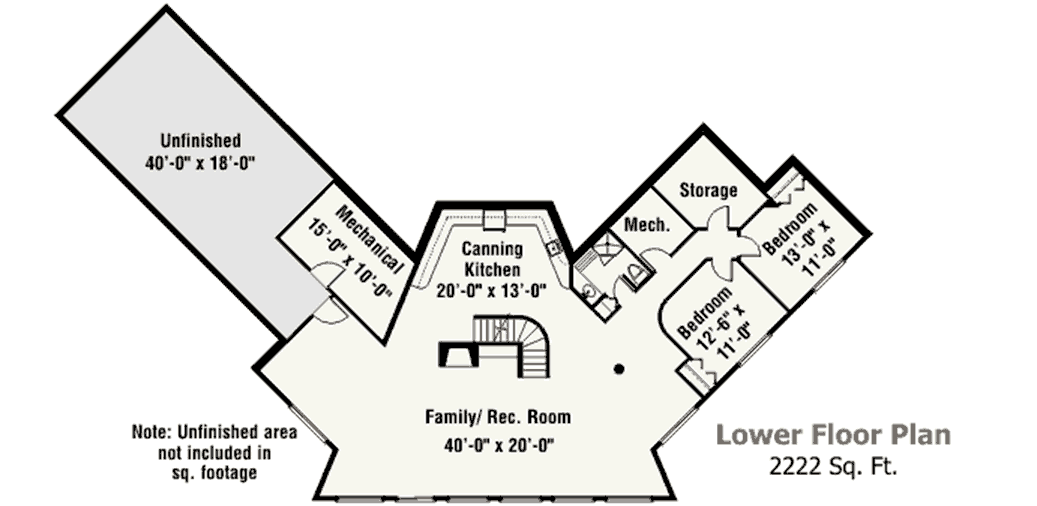 Unfinished
40'-0" x 18'-0"
Mechanical
15'-0" x 10'-0"
Canning
Kitchen
20'-0" x 13'-0"
Mech.
Storage
Bedroom
13'-0" x
11'-0"
Bedroom
12'-6" x
11'-0"
Family/ Rec. Room
40'-0" x 20'-0"
Note: Unfinished area
not included in
sq. footage
Lower Floor Plan
2222 Sq. Ft.